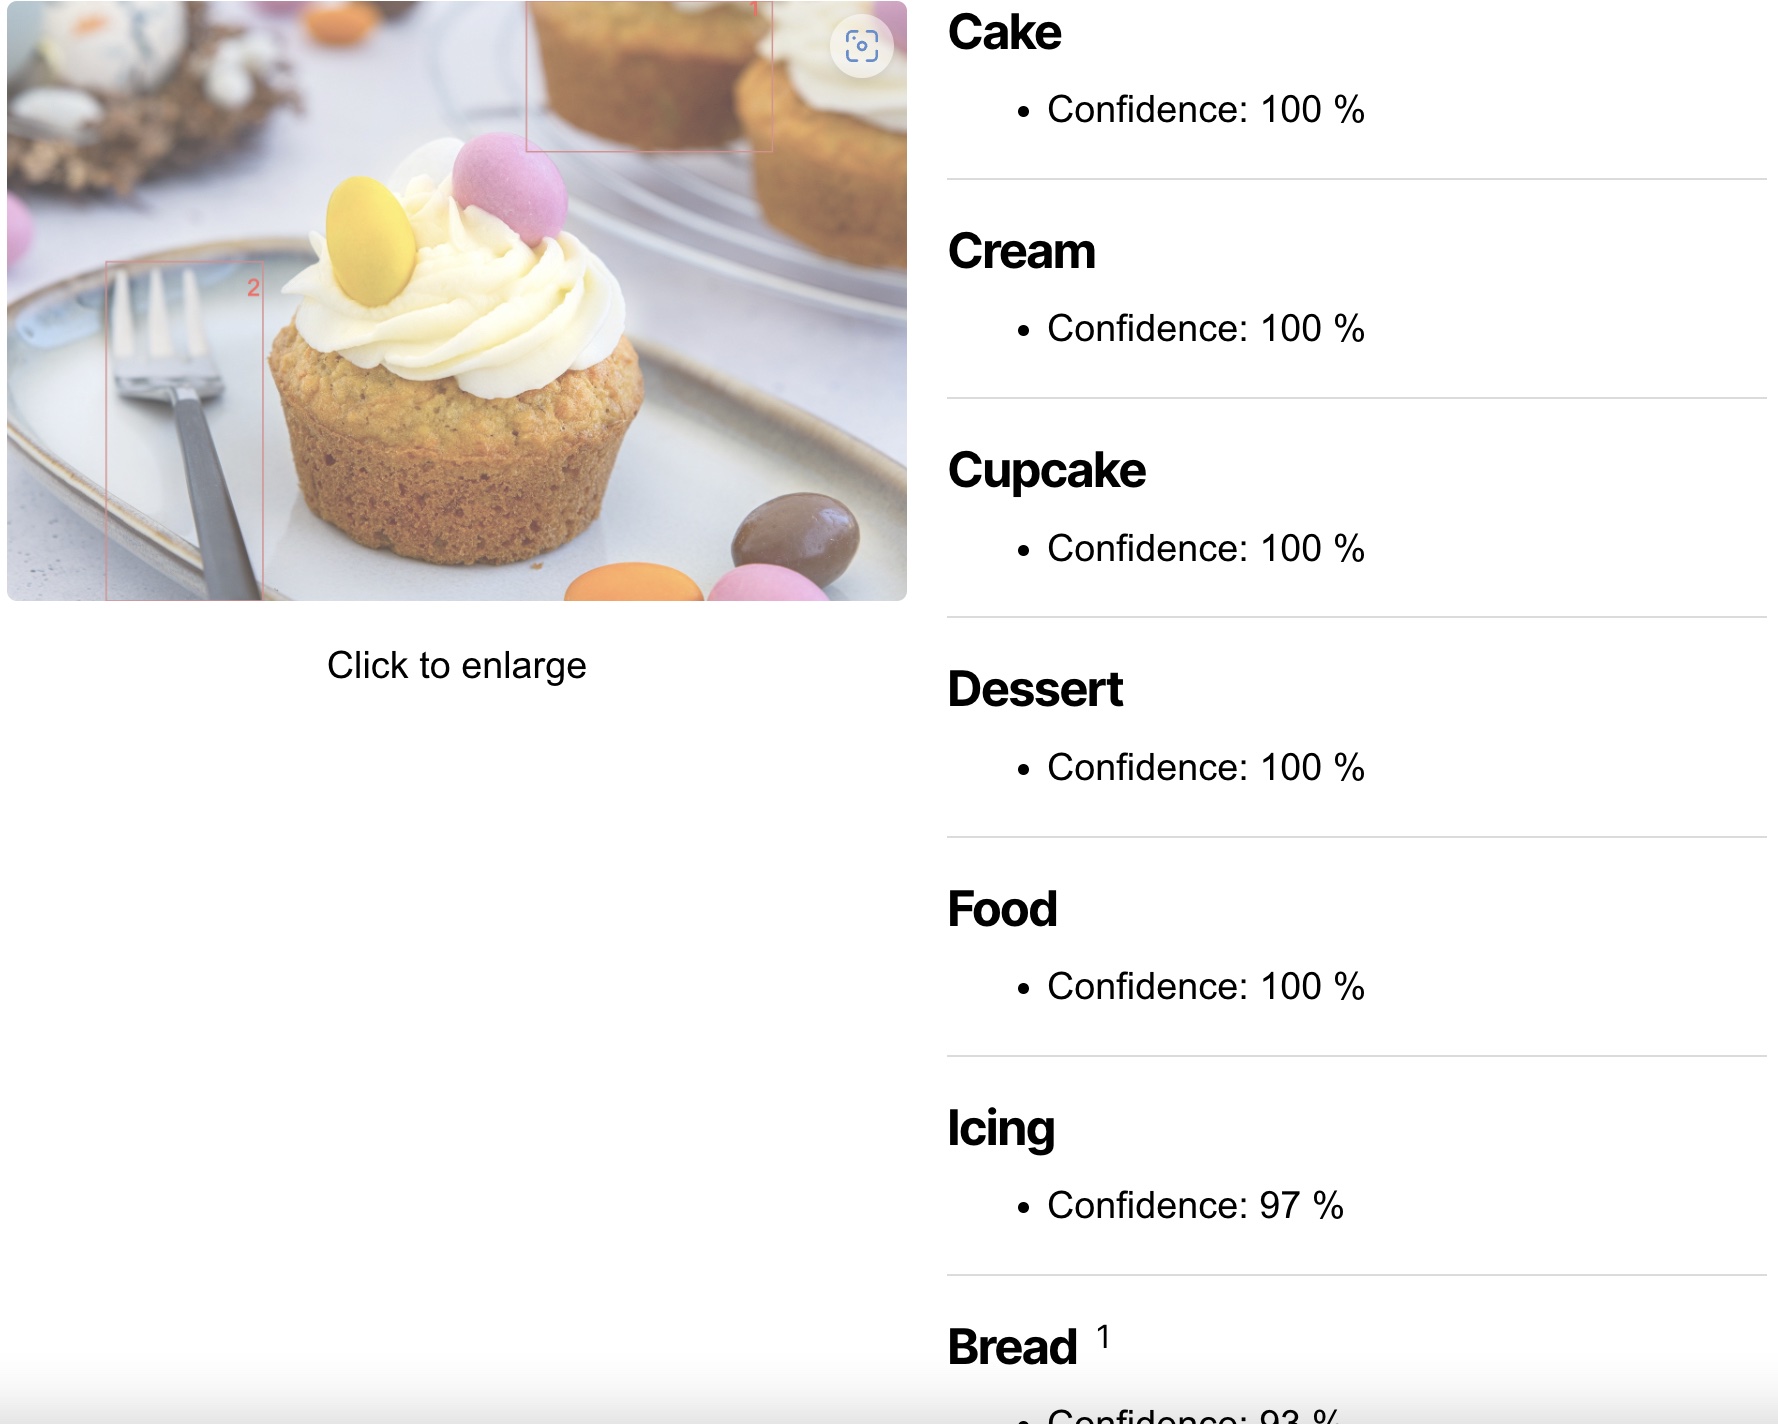 1
2
Click to enlarge
Cake
• Confidence: 100 %
Cream
• Confidence: 100 %
Cupcake
• Confidence: 100 %
Dessert
• Confidence: 100 %
Food
• Confidence: 100 %
Icing
• Confidence: 97 %
Bread 1
• Confidence: 93 %